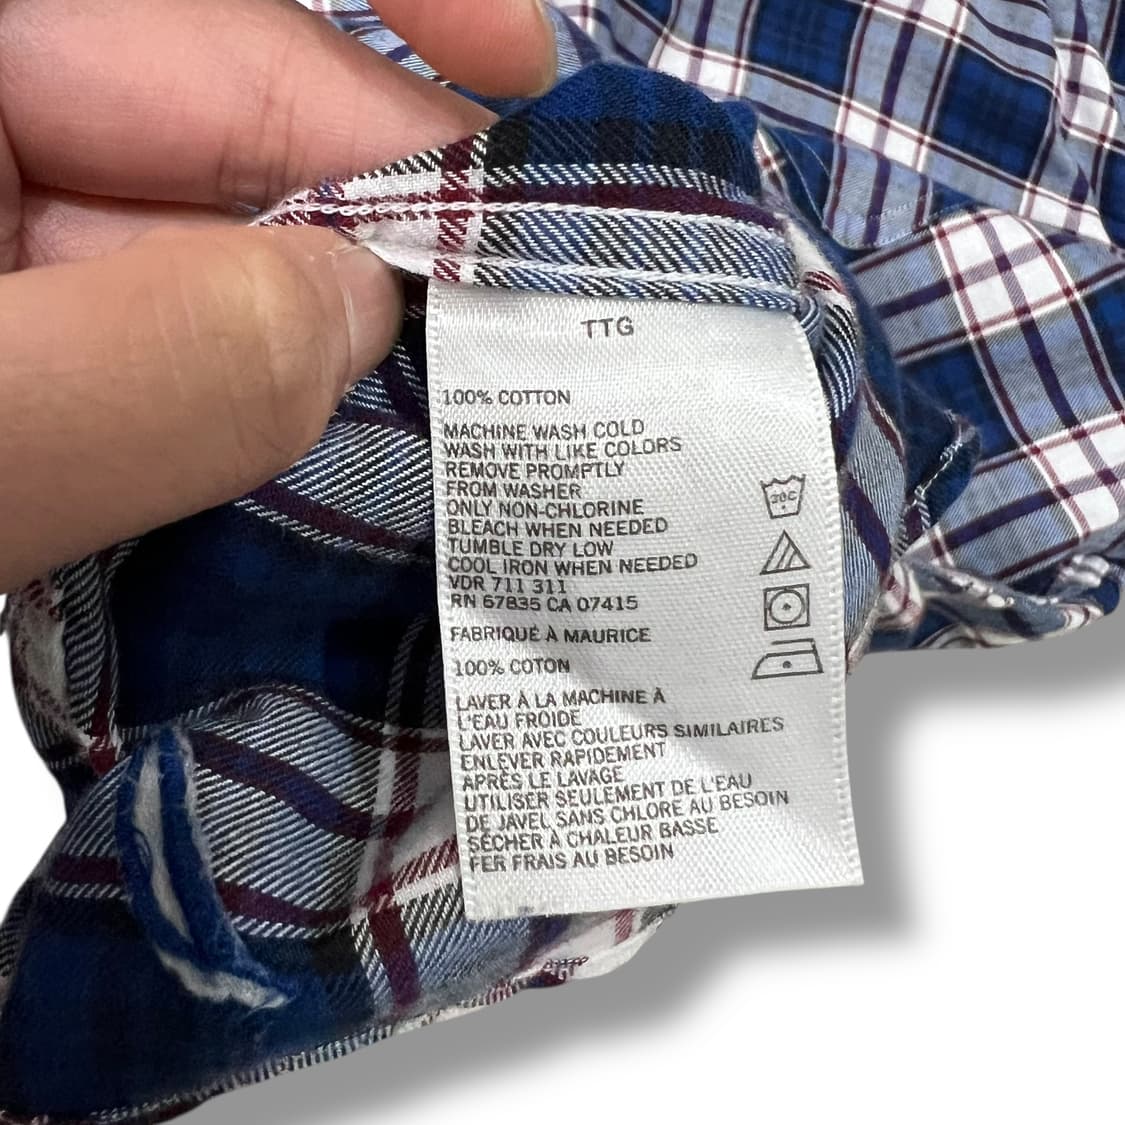 TTG
100% COTTON
MACHINE WASH COLD
WASH WITH LIKE COLORS
REMOVE PROMPTLY
FROM WASHER
ONLY NON-CHLORINE
BLEACH WHEN NEEDED
TUMBLE DRY LOW
COOL IRON WHEN NEEDED
VDR 711 311
RN 67835 CA 07415
30C
FABRIQUÉ À MAURICE
100% COTON
LAVER À LA MACHINE À
L'EAU FROIDE
LAVER AVEC COULEURS SIMILAIRES
ENLEVER RAPIDEMENT
APRÈS LE LAVAGE
UTILISER SEULEMENT DE L'EAU
DE JAVEL SANS CHLORE AU BESOIN
SÉCHER À CHALEUR BASSE
FER FRAIS AU BESOIN